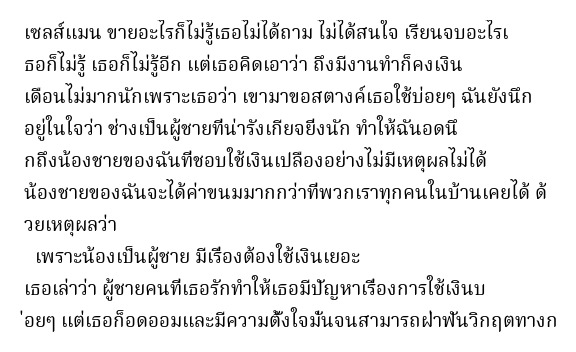 เซลส์แมน ขายอะไรก็ไม่รู้เธอไม่ได้ถาม ไม่ได้สนใจ เรียนจบอะไรเ
ธอก็ไม่รู้ เธอก็ไม่รู้อีก แต่เธอคิดเอาว่า ถึงมีงานทำก็คงเงิน
เดือนไม่มากนักเพราะเธอว่า เขามาขอสตางค์เธอใช้บ่อยๆ ฉันยังนึก
อยู่ในใจว่า ช่างเป็นผู้ชายที่น่ารังเกียจยิ่งนัก ทำให้ฉันอดนึ
กถึงน้องชายของฉันที่ชอบใช้เงินเปลืองอย่างไม่มีเหตุผลไม่ได้
น้องชายของฉันจะได้ค่าขนมมากกว่าที่พวกเราทุกคนในบ้านเคยได้ ด้
วยเหตุผลว่า
เพราะน้องเป็นผู้ชาย มีเรื่องต้องใช้เงินเยอะ
เธอเล่าว่า ผู้ชายคนที่เธอรักทำให้เธอมีปัญหาเรื่องการใช้เงินบ
่อยๆ แต่เธอก็อดออมและมีความตั้งใจมั่นจนสามารถฝ่าฟันวิกฤตทางก